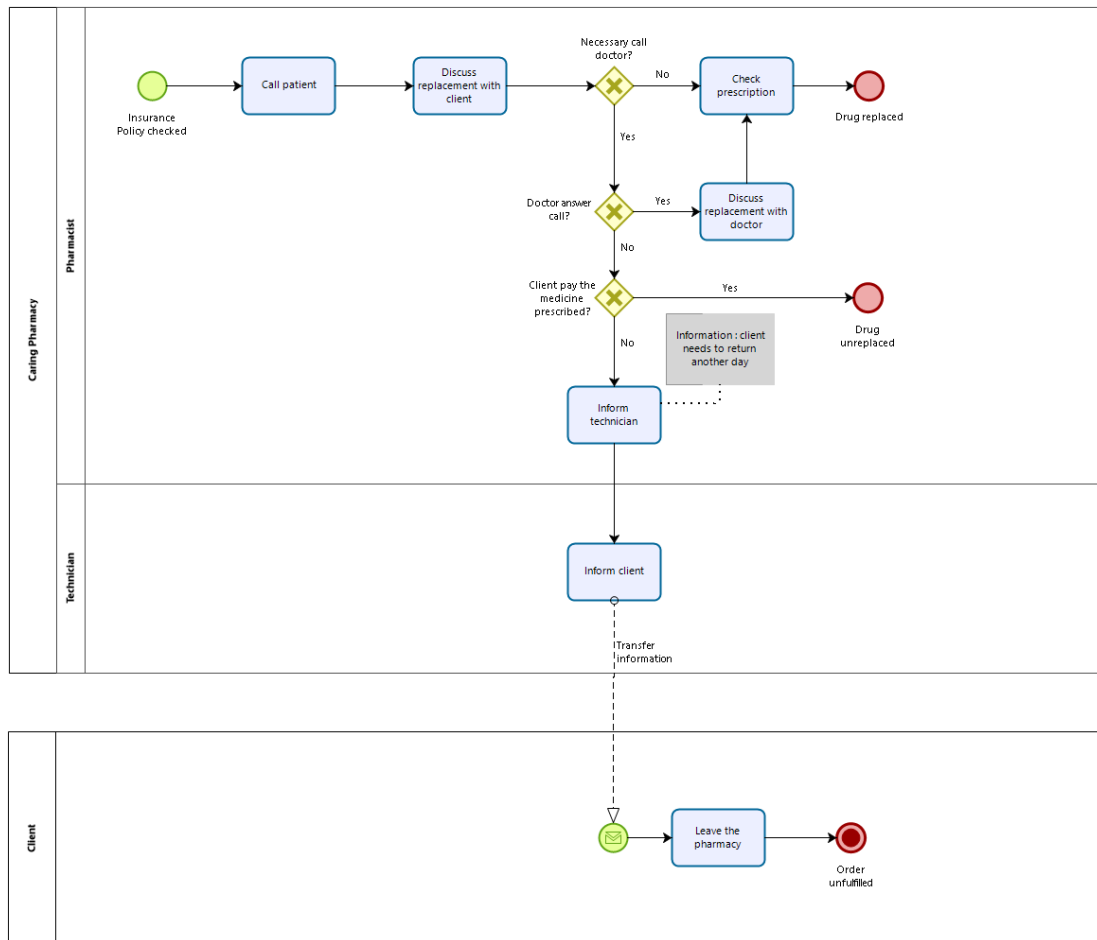 Caring Pharmacy
Pharmacist
Insurance
Policy checked
Call patient
Discuss
replacement with
client
Necessary call
doctor?
No
Check
prescription
Drug replaced
Yes
Doctor answer
call?
Yes
Discuss
replacement with
doctor
No
Client pay the
medicine
prescribed?
Yes
Drug
unreplaced
No
Information : client
needs to return
another day
Inform
technician
Technician
Inform client
Transfer
information
Client
Leave the
pharmacy
Order
unfulfilled